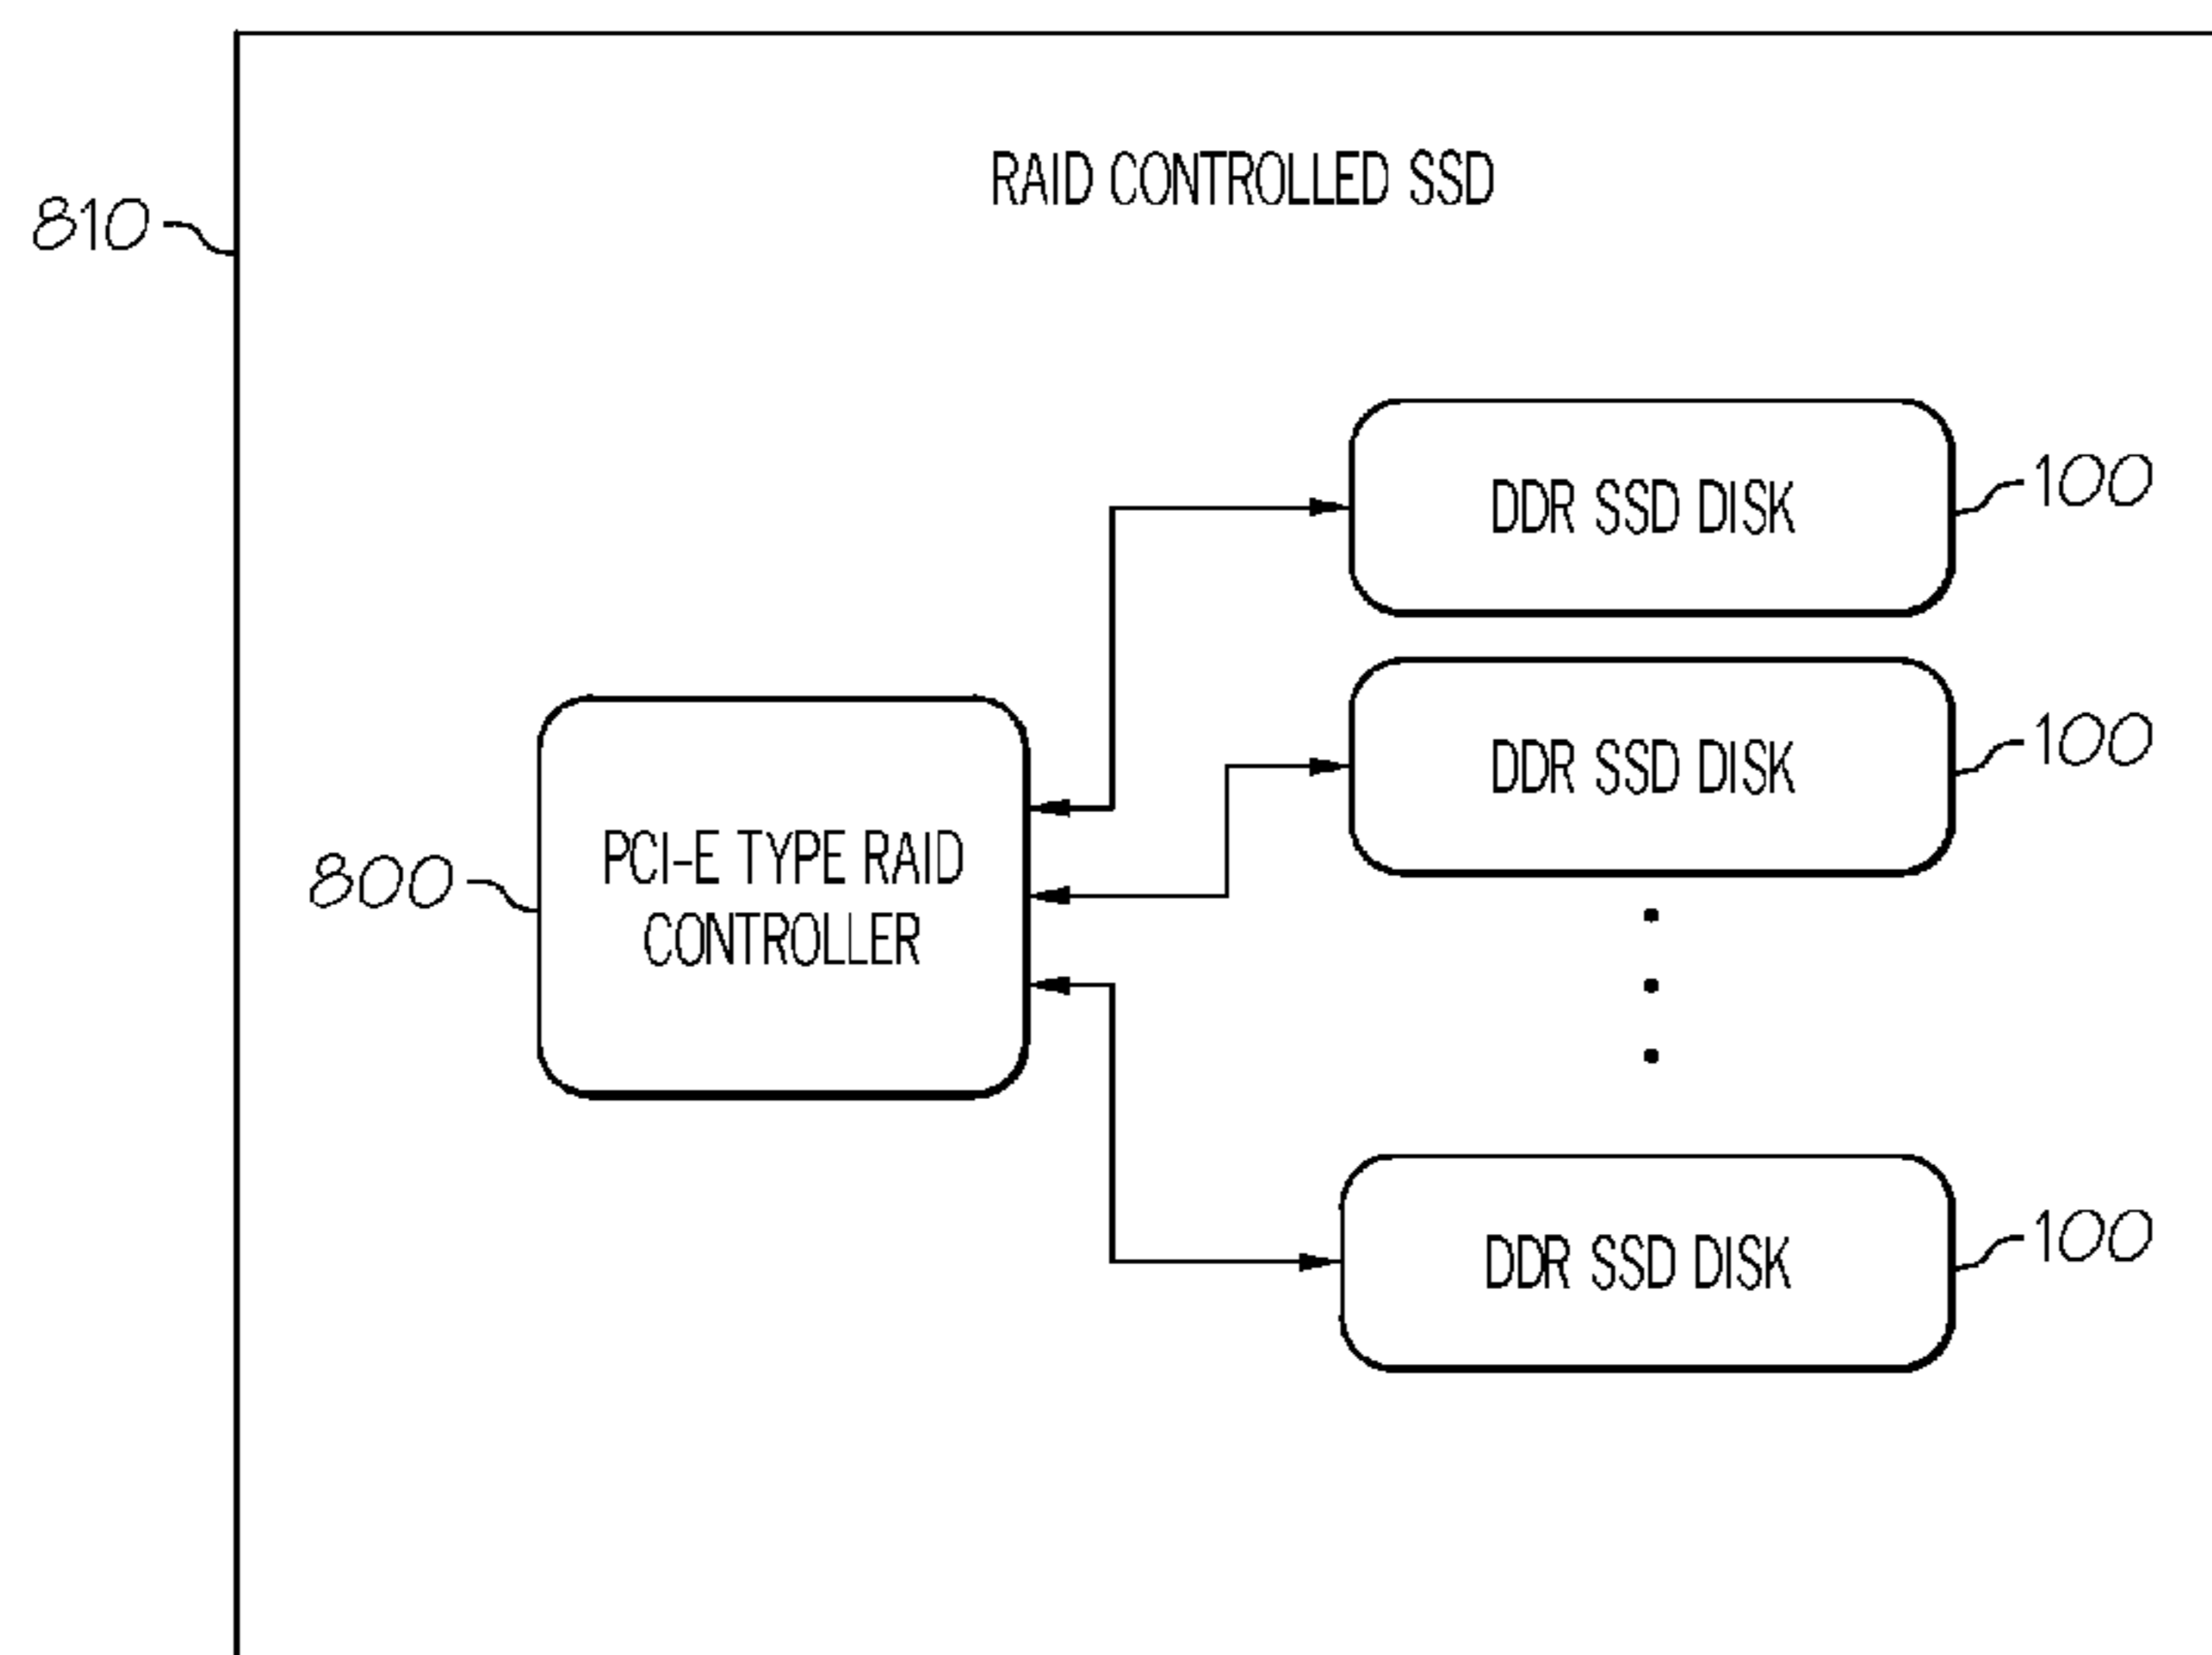 RAID CONTROLLED SSD
810
DDR SSD DISK
100
DDR SSD DISK
100
800
PCI-E TYPE RAID
CONTROLLER
DDR SSD DISK
100